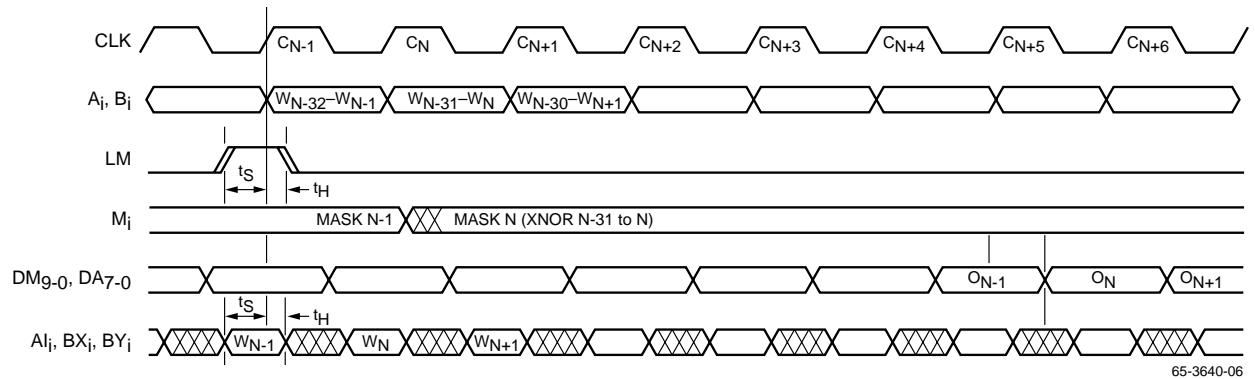 CLK C_N-1 C_N C_N+1 C_N+2 C_N+3 C_N+4 C_N+5 C_N+6
A_i, B_i W_N-32–W_N-1 W_N-31–W_N W_N-30–W_N+1
LM
t_S t_H
M_i MASK N-1 MASK N (XNOR N-31 to N)
DM_9-0, DA_7-0 O_N-1 O_N O_N+1
t_S t_H
AI_i, BX_i, BY_i W_N-1 W_N W_N+1
65-3640-06